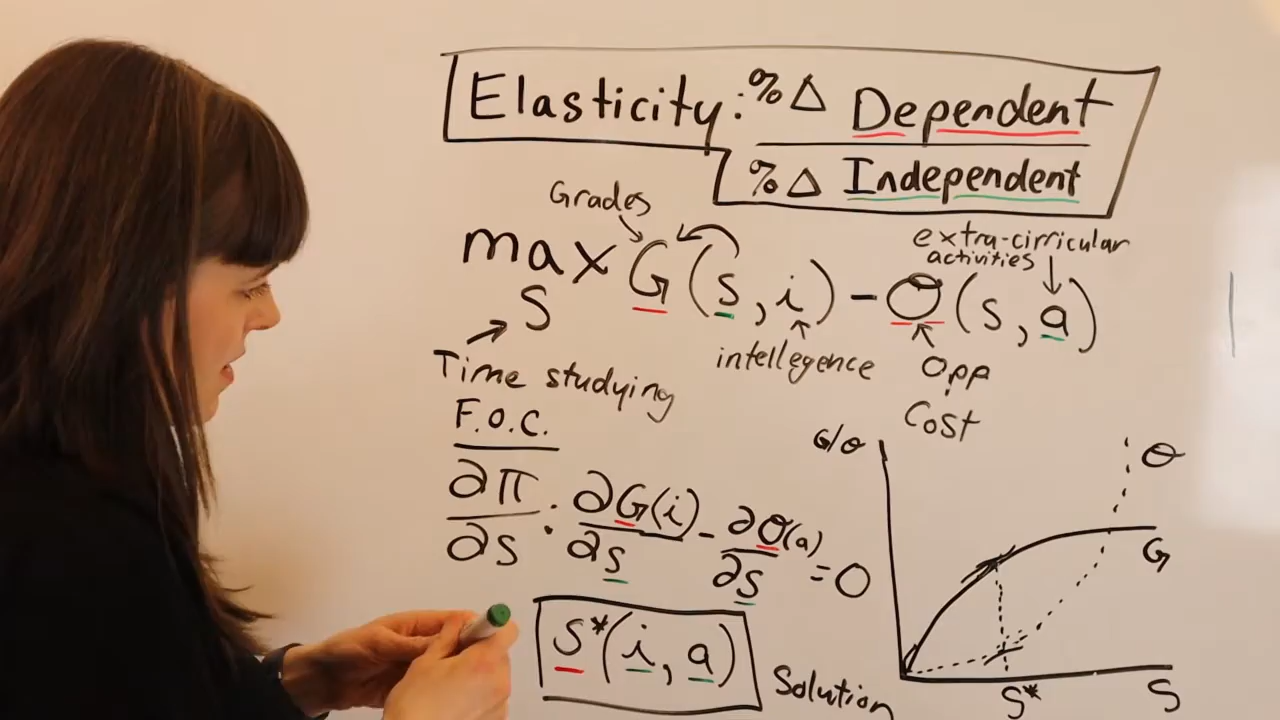 Elasticity: %Δ Dependent
%Δ Independent
Grades
extra-cirricular
activities
max G(s, i) - O(s, a)
S
intellegence
Opp
Cost
Time studying
F.O.C.
∂π/∂s : ∂G(i)/∂s - ∂O(a)/∂s = 0
S*(i, a)
Solution
G/O
O
G
S*
S